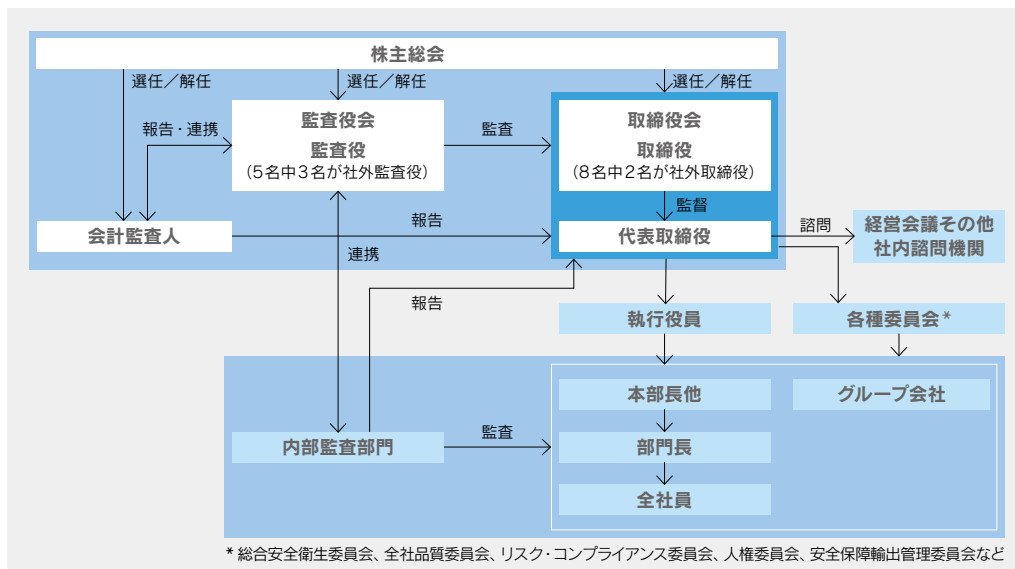 株主総会
選任／解任
選任／解任
選任／解任
監査役会
監査役
(5名中3名が社外監査役)
報告・連携
監査
取締役会
取締役
(8名中2名が社外取締役)
監督
会計監査人
報告
代表取締役
諮問
経営会議その他
社内諮問機関
連携
報告
執行役員
各種委員会*
本部長他
グループ会社
内部監査部門
監査
部門長
全社員
* 総合安全衛生委員会、全社品質委員会、リスク・コンプライアンス委員会、人権委員会、安全保障輸出管理委員会など